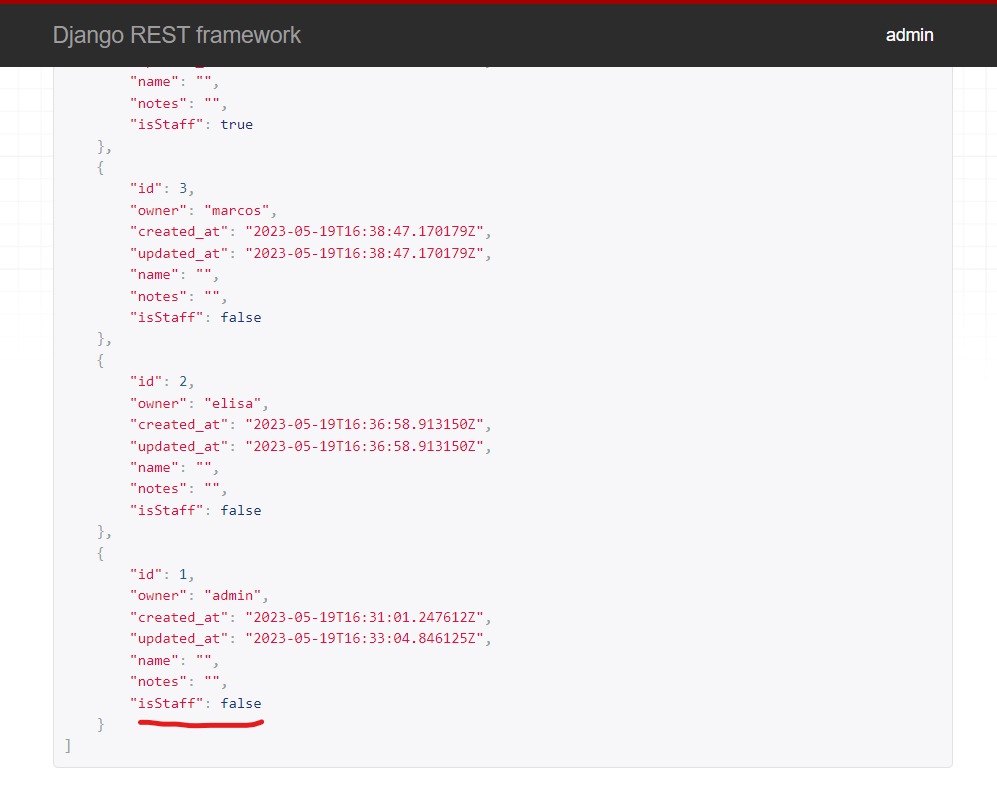 Django REST framework
admin
"name": "",
"notes": "",
"isStaff": true
},
{
"id": 3,
"owner": "marcos",
"created_at": "2023-05-19T16:38:47.170179Z",
"updated_at": "2023-05-19T16:38:47.170179Z",
"name": "",
"notes": "",
"isStaff": false
},
{
"id": 2,
"owner": "elisa",
"created_at": "2023-05-19T16:36:58.913150Z",
"updated_at": "2023-05-19T16:36:58.913150Z",
"name": "",
"notes": "",
"isStaff": false
},
{
"id": 1,
"owner": "admin",
"created_at": "2023-05-19T16:31:01.247612Z",
"updated_at": "2023-05-19T16:33:04.846125Z",
"name": "",
"notes": "",
"isStaff": false
}
]